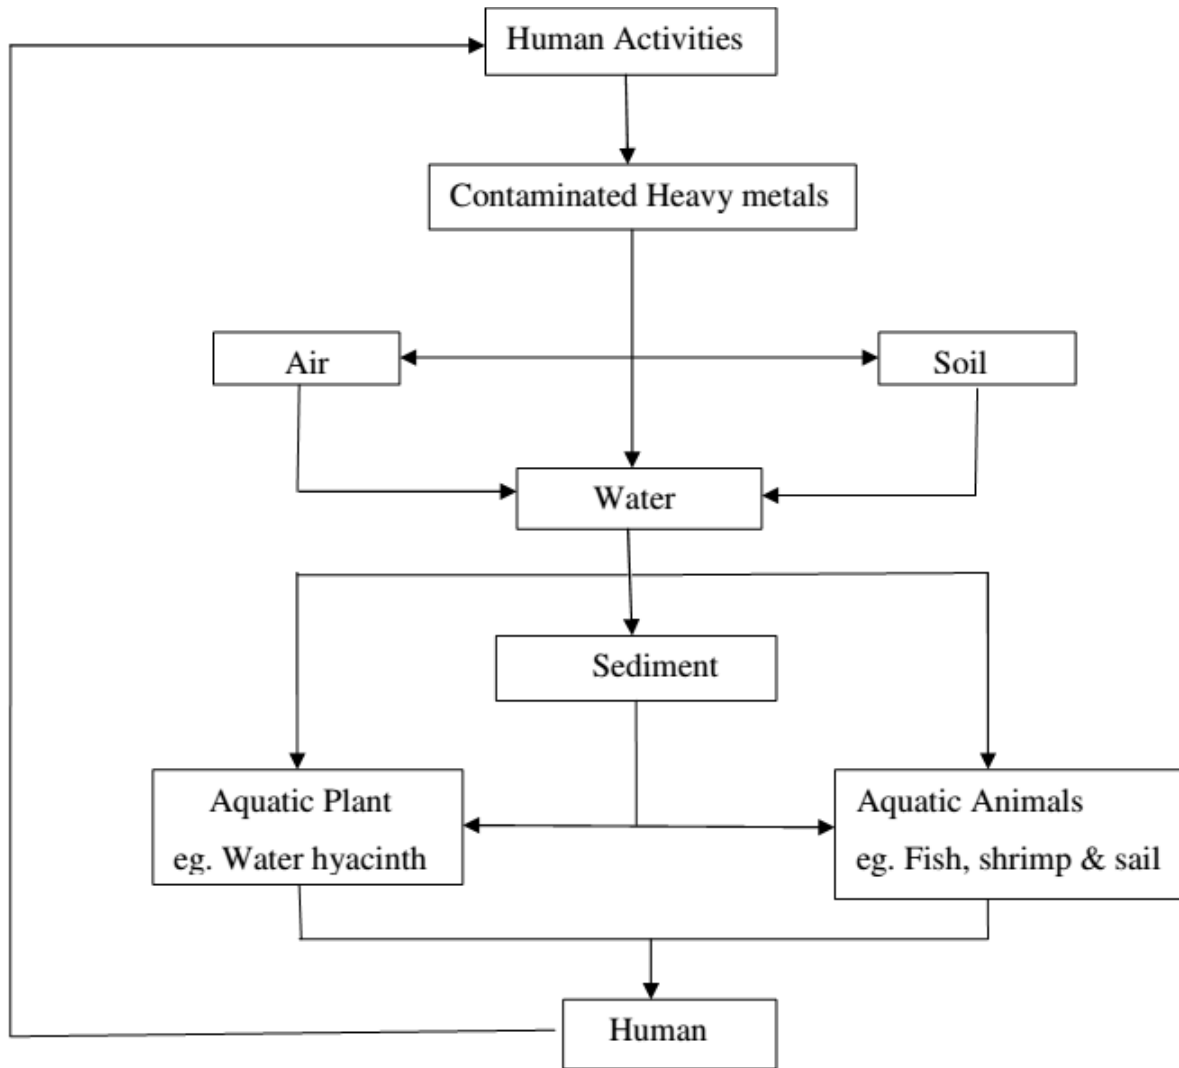 Human Activities
Contaminated Heavy metals
Air
Soil
Water
Sediment
Aquatic Plant
eg. Water hyacinth
Aquatic Animals
eg. Fish, shrimp & sail
Human